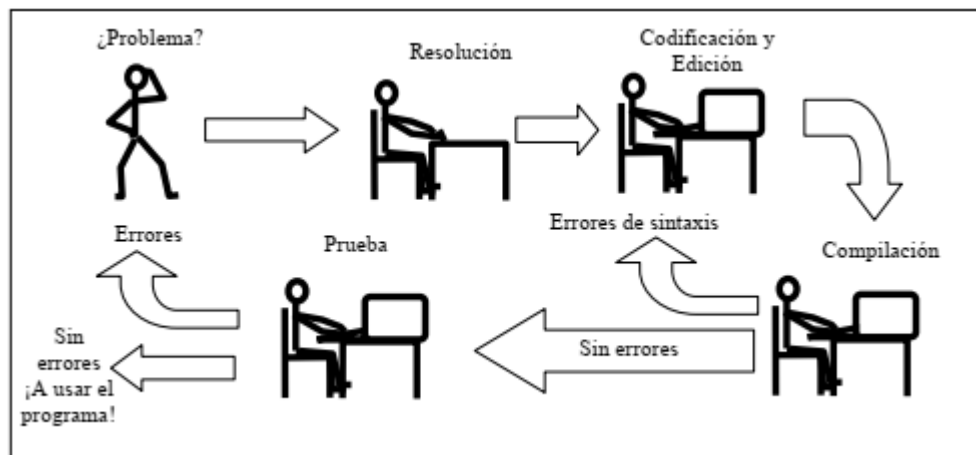 ¿Problema?
Resolución
Codificación y
Edición
Errores
Prueba
Errores de sintaxis
Compilación
Sin
errores
¡A usar el
programa!
Sin errores